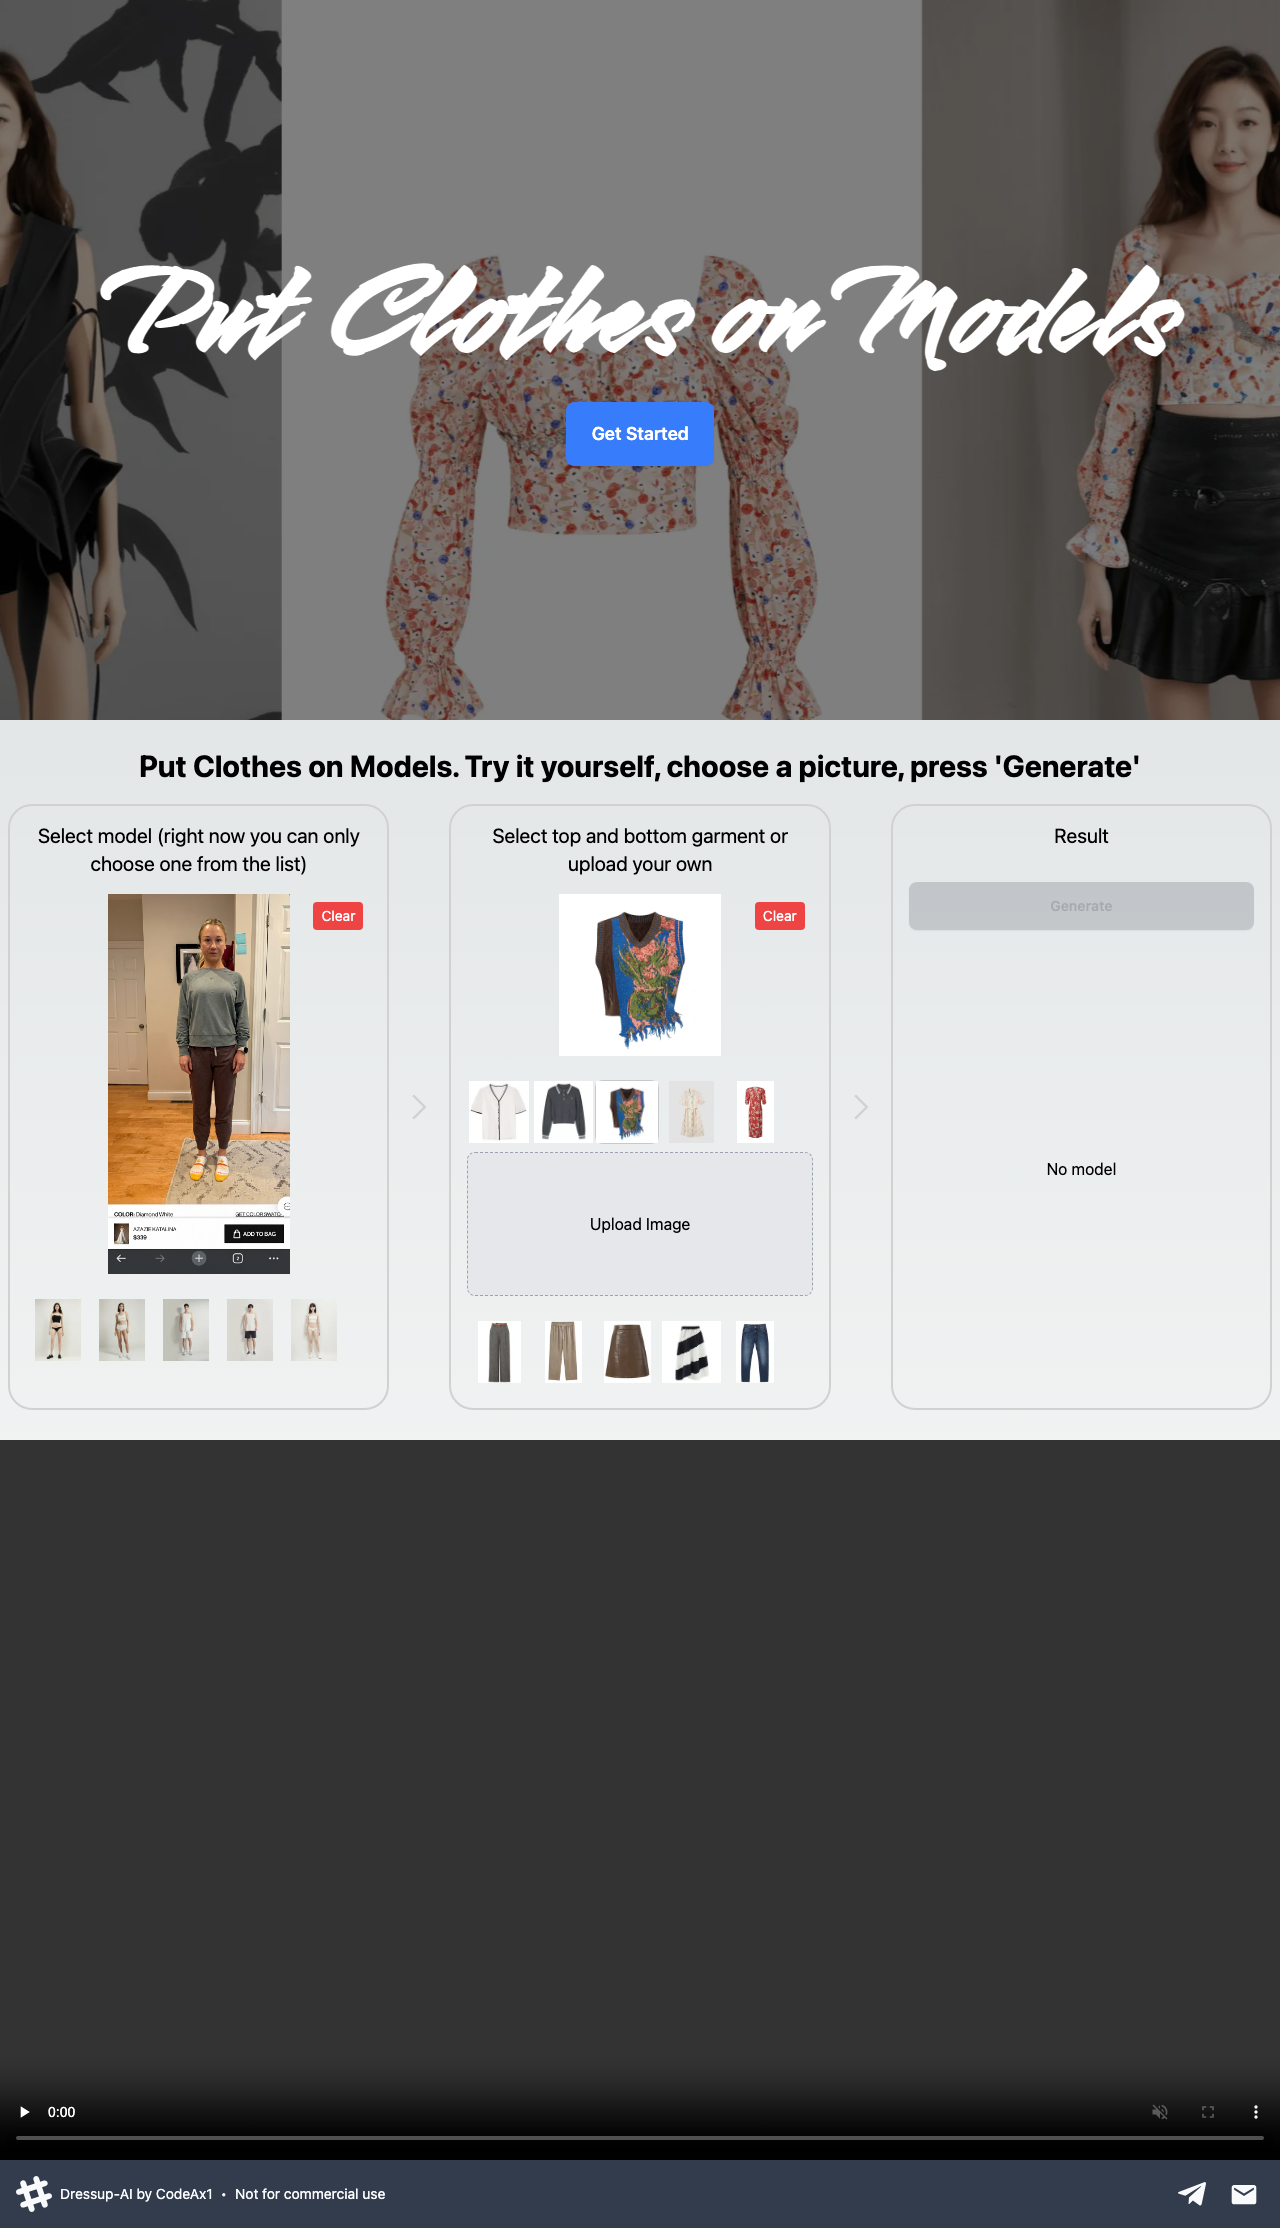 Put Clothes on Models
Get Started
Put Clothes on Models. Try it yourself, choose a picture, press 'Generate'
Select model (right now you can only
choose one from the list)
Clear
COLOR: Diamond White
GET COLOR SWATC...
AZAZIE KATALINA
$339
ADD TO BAG
Select top and bottom garment or
upload your own
Clear
Upload Image
Result
Generate
No model
0:00
Dressup-AI by CodeAx1 • Not for commercial use